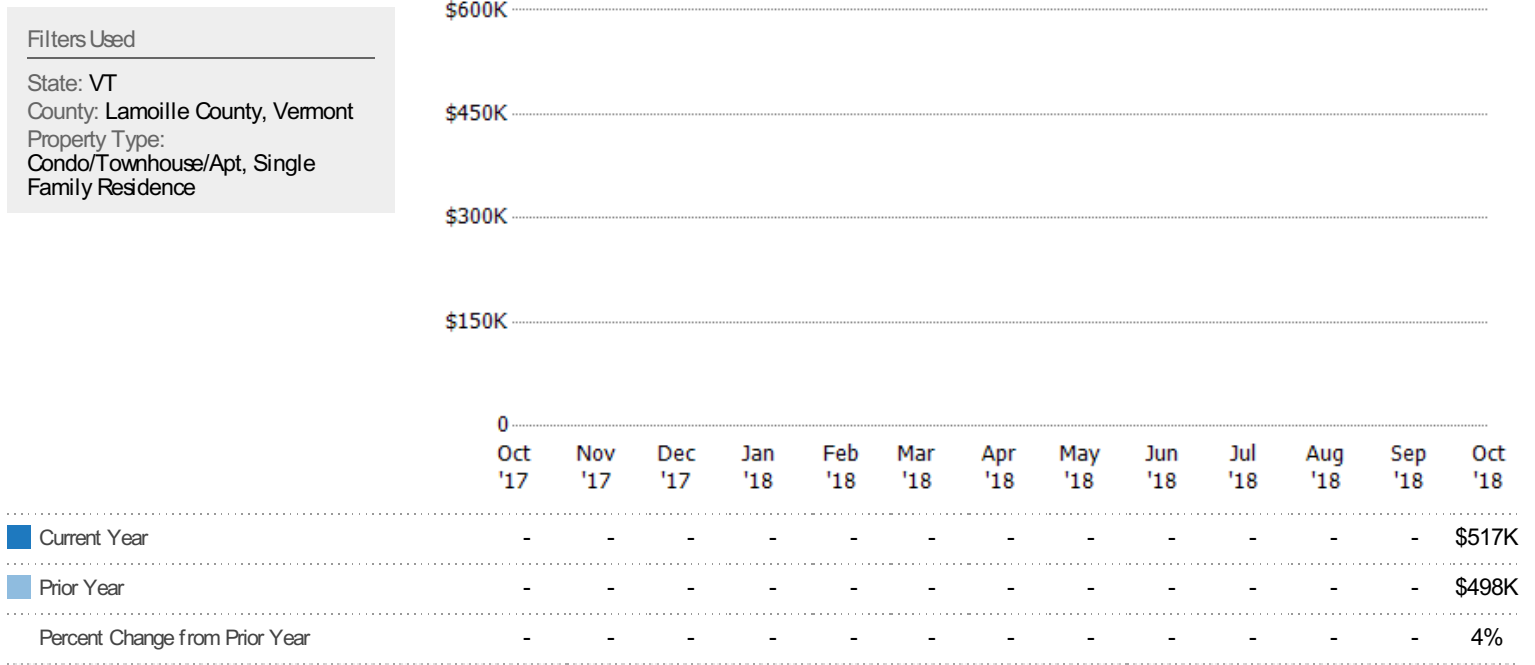 Filters Used
State: VT
County: Lamoille County, Vermont
Property Type:
Condo/Townhouse/Apt, Single
Family Residence
$600K
$450K
$300K
$150K
0
Oct '17 Nov '17 Dec '17 Jan '18 Feb '18 Mar '18 Apr '18 May '18 Jun '18 Jul '18 Aug '18 Sep '18 Oct '18
Current Year - - - - - - - - - - - - $517K
Prior Year - - - - - - - - - - - - $498K
Percent Change from Prior Year - - - - - - - - - - - - 4%